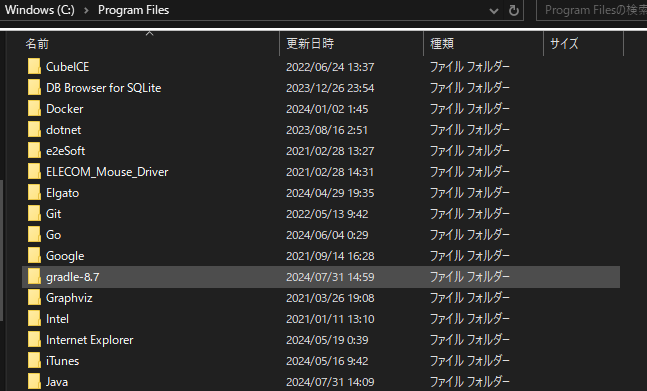 Windows (C:) > Program Files
Program Filesの検索
名前 更新日時 種類 サイズ
CubeICE 2022/06/24 13:37 ファイル フォルダー
DB Browser for SQLite 2023/12/26 23:54 ファイル フォルダー
Docker 2024/01/02 1:45 ファイル フォルダー
dotnet 2023/08/16 2:51 ファイル フォルダー
e2eSoft 2021/02/28 13:27 ファイル フォルダー
ELECOM_Mouse_Driver 2021/02/28 14:31 ファイル フォルダー
Elgato 2024/04/29 19:35 ファイル フォルダー
Git 2022/05/13 9:42 ファイル フォルダー
Go 2024/06/04 0:29 ファイル フォルダー
Google 2021/09/14 16:28 ファイル フォルダー
gradle-8.7 2024/07/31 14:59 ファイル フォルダー
Graphviz 2021/03/26 19:08 ファイル フォルダー
Intel 2021/01/11 13:10 ファイル フォルダー
Internet Explorer 2024/05/19 0:39 ファイル フォルダー
iTunes 2024/05/16 9:42 ファイル フォルダー
Java 2024/07/31 14:09 ファイル フォルダー